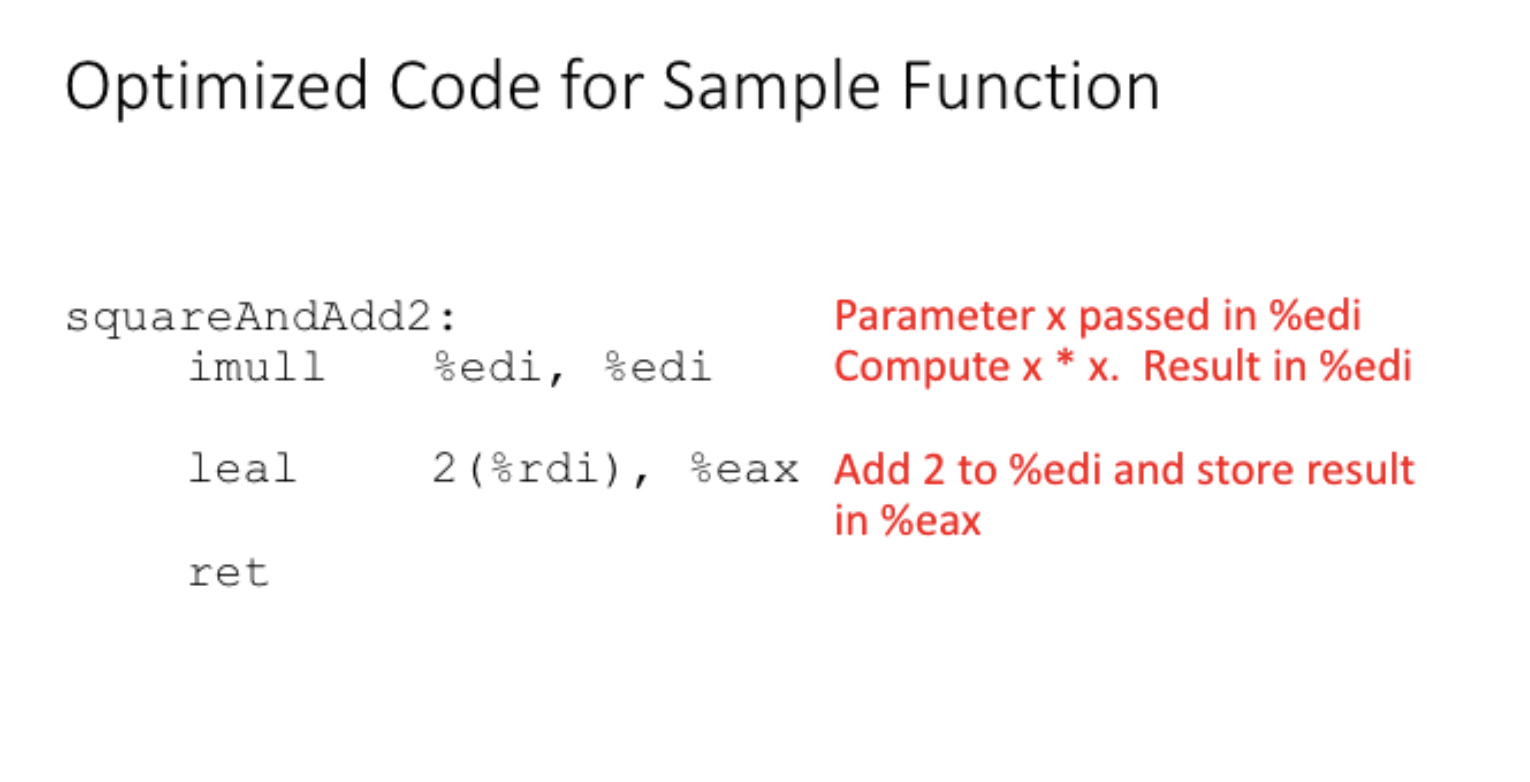 Optimized Code for Sample Function
squareAndAdd2: Parameter x passed in %edi
imull %edi, %edi Compute x * x. Result in %edi
leal 2(%rdi), %eax Add 2 to %edi and store result
in %eax
ret